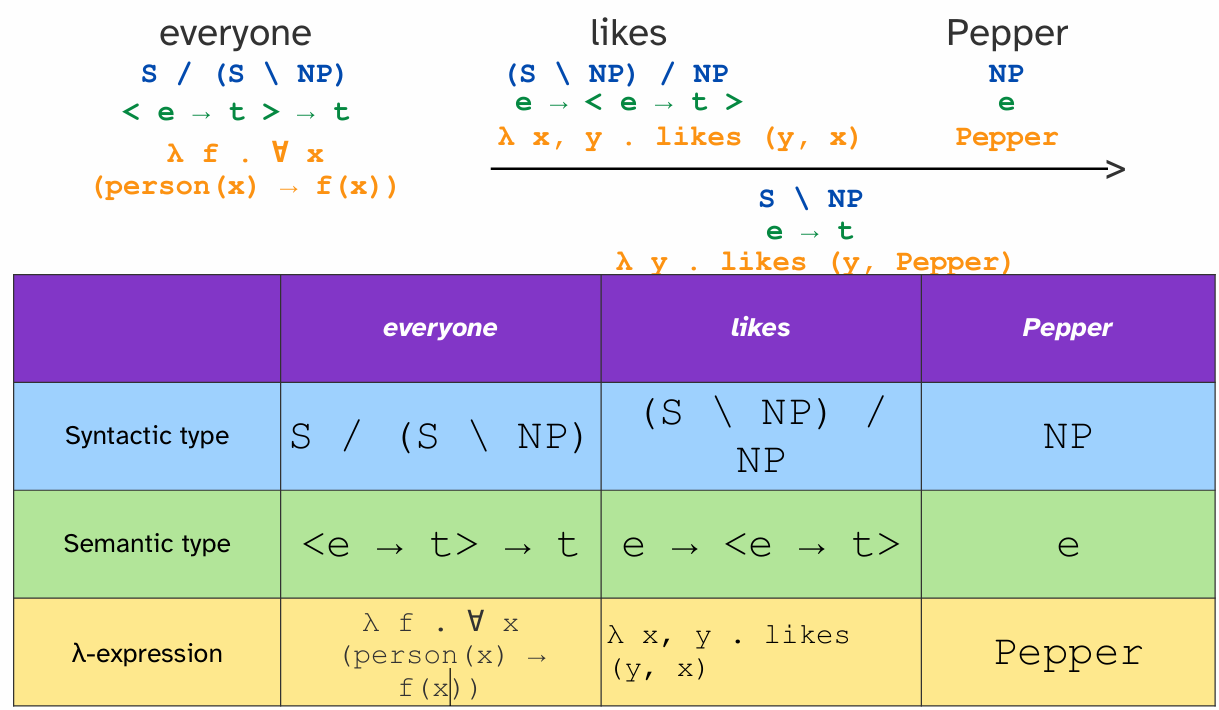 everyone likes Pepper
S / (S \ NP) (S \ NP) / NP NP
< e → t > → t e → < e → t > e
λ f . ∀ x λ x, y . likes (y, x) Pepper
(person(x) → f(x))
S \ NP
e → t
λ y . likes (y, Pepper)
everyone likes Pepper
Syntactic type S / (S \ NP) (S \ NP) / NP
NP
Semantic type <e → t> → t e → <e → t> e
λ-expression λ f . ∀ x
(person(x) →
f(x))
λ x, y . likes
(y, x)
Pepper